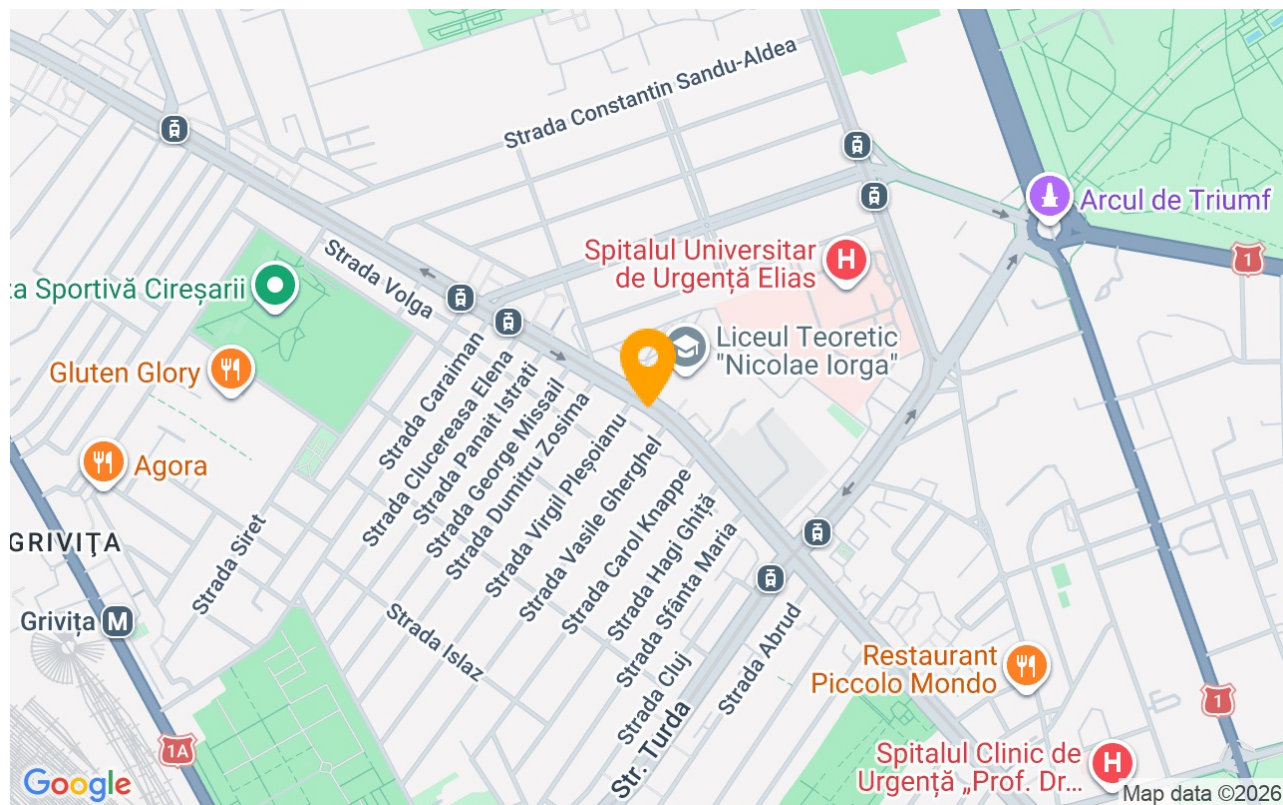 Strada Constantin Sandu-Aldea
Arcul de Triumf
1
Spitalul Universitar
de Urgență Elias
H
Strada Volga
za Sportivă Cireșarii
Liceul Teoretic
"Nicolae Iorga"
Gluten Glory
Strada Caraiman
Strada Clucereasa Elena
Strada Panait Istrati
Strada George Missail
Strada Dumitru Zosima
Strada Virgil Pleșoianu
Strada Vasile Gherghel
Strada Carol Knappe
Strada Hagi Ghiță
Strada Sfânta Maria
Agora
GRIVIŢA
Strada Siret
Grivița M
Strada Islaz
Strada Cluj
Str. Turda
Strada Abrud
Restaurant
Piccolo Mondo
1
1A
Spitalul Clinic de
Urgență „Prof. Dr...
H
Google
Map data ©2026